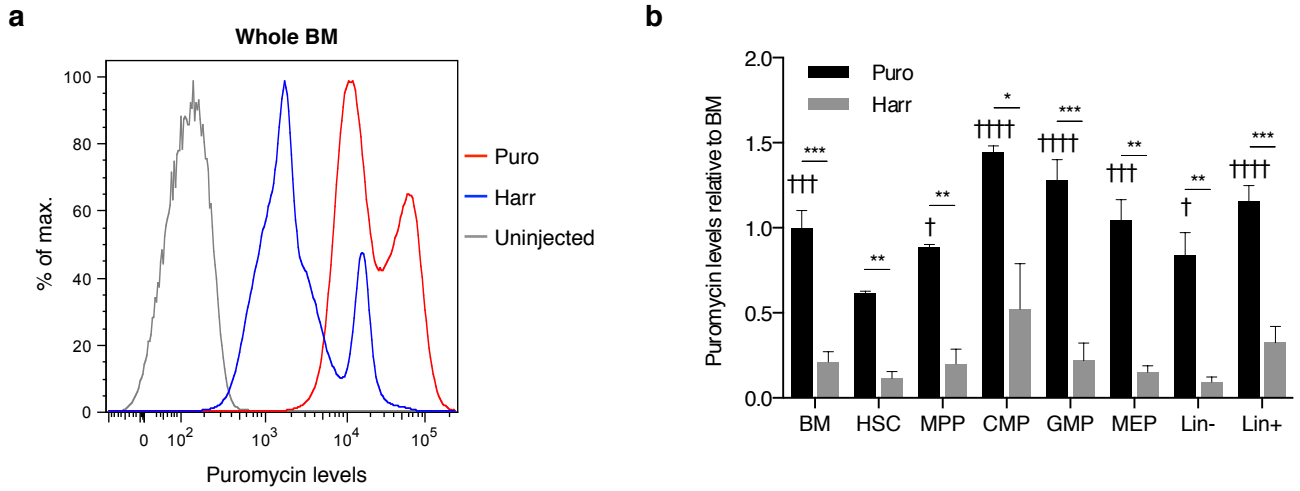 a
Whole BM
100
80
60
40
20
0
% of max.
0 10² 10³ 10⁴ 10⁵
Puromycin levels
Puro
Harr
Uninjected
b
2.0
1.5
1.0
0.5
0.0
Puromycin levels relative to BM
Puro
Harr
†††
***
**
†
**
††††
*
††††
***
†††
**
†
**
††††
***
BM HSC MPP CMP GMP MEP Lin- Lin+